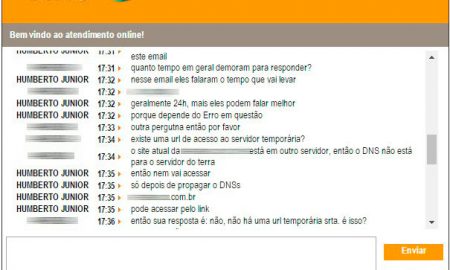 Bem vindo ao atendimento online!
HUMBERTO JUNIOR 17:31 este email
17:31 quanto tempo em geral demoram para responder?
HUMBERTO JUNIOR 17:32 nesse email eles falaram o tempo que vai levar
17:32
HUMBERTO JUNIOR 17:32 geralmente 24h, mais eles podem falar melhor
HUMBERTO JUNIOR 17:32 porque depende do Erro em questão
17:33 outra pergutna então por favor
17:34 existe uma url de acesso ao servidor temporária?
17:34 o site atual da está em outro servidor, então o DNS não está
para o servidor do terra
HUMBERTO JUNIOR 17:35 então nem vai acessar
HUMBERTO JUNIOR 17:35 só depois de propagar o DNSs
HUMBERTO JUNIOR 17:35 .com.br
HUMBERTO JUNIOR 17:35 pode acessar pelo link
17:36 então sua resposta é: não, não há uma url temporária srta. é isso?
Enviar